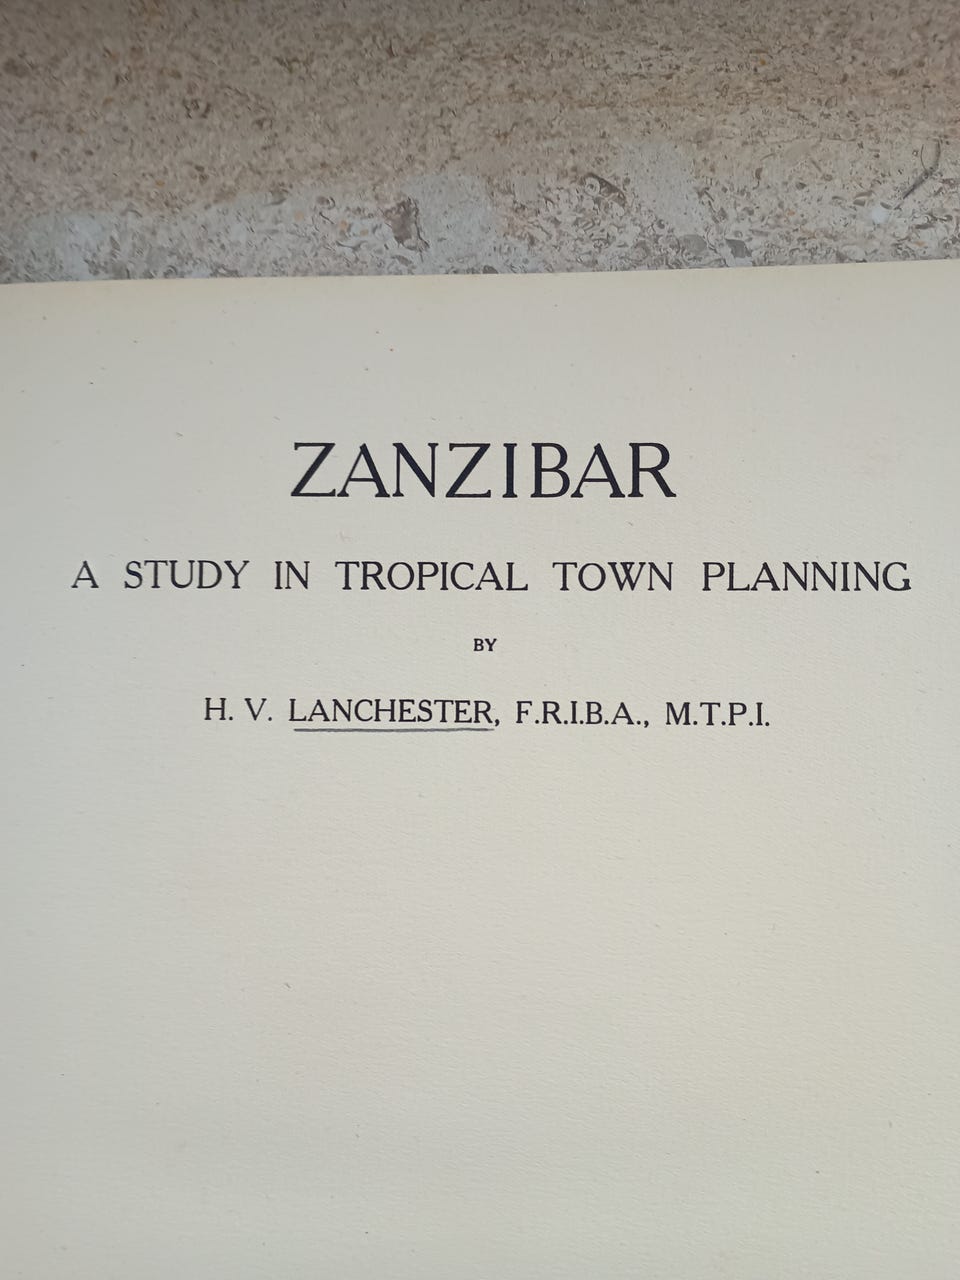 ZANZIBAR
A STUDY IN TROPICAL TOWN PLANNING
BY
H. V. LANCHESTER, F.R.I.B.A., M.T.P.I.